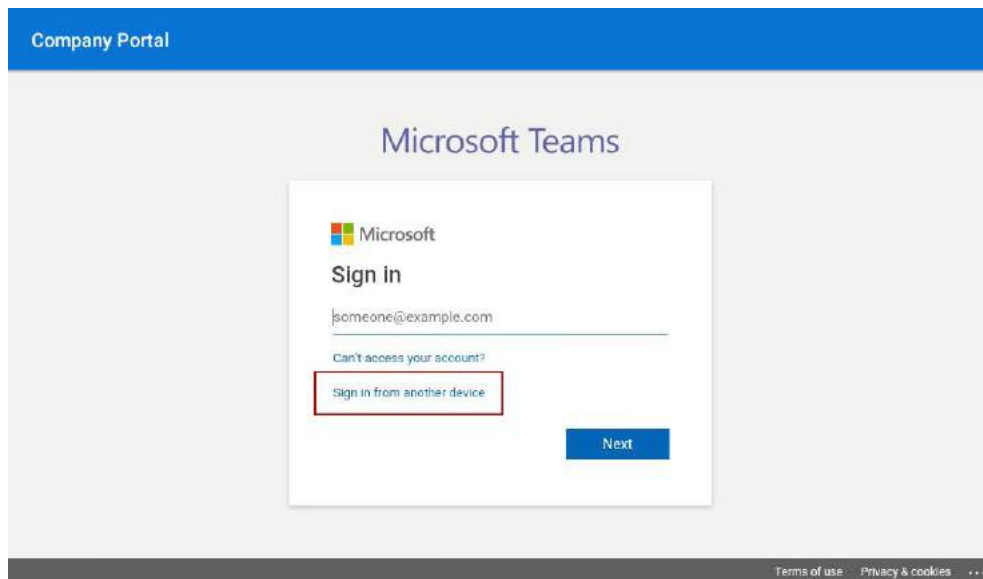 Company Portal
Microsoft Teams
Microsoft
Sign in
someone@example.com
Can't access your account?
Sign in from another device
Next
Terms of use Privacy & cookies ...